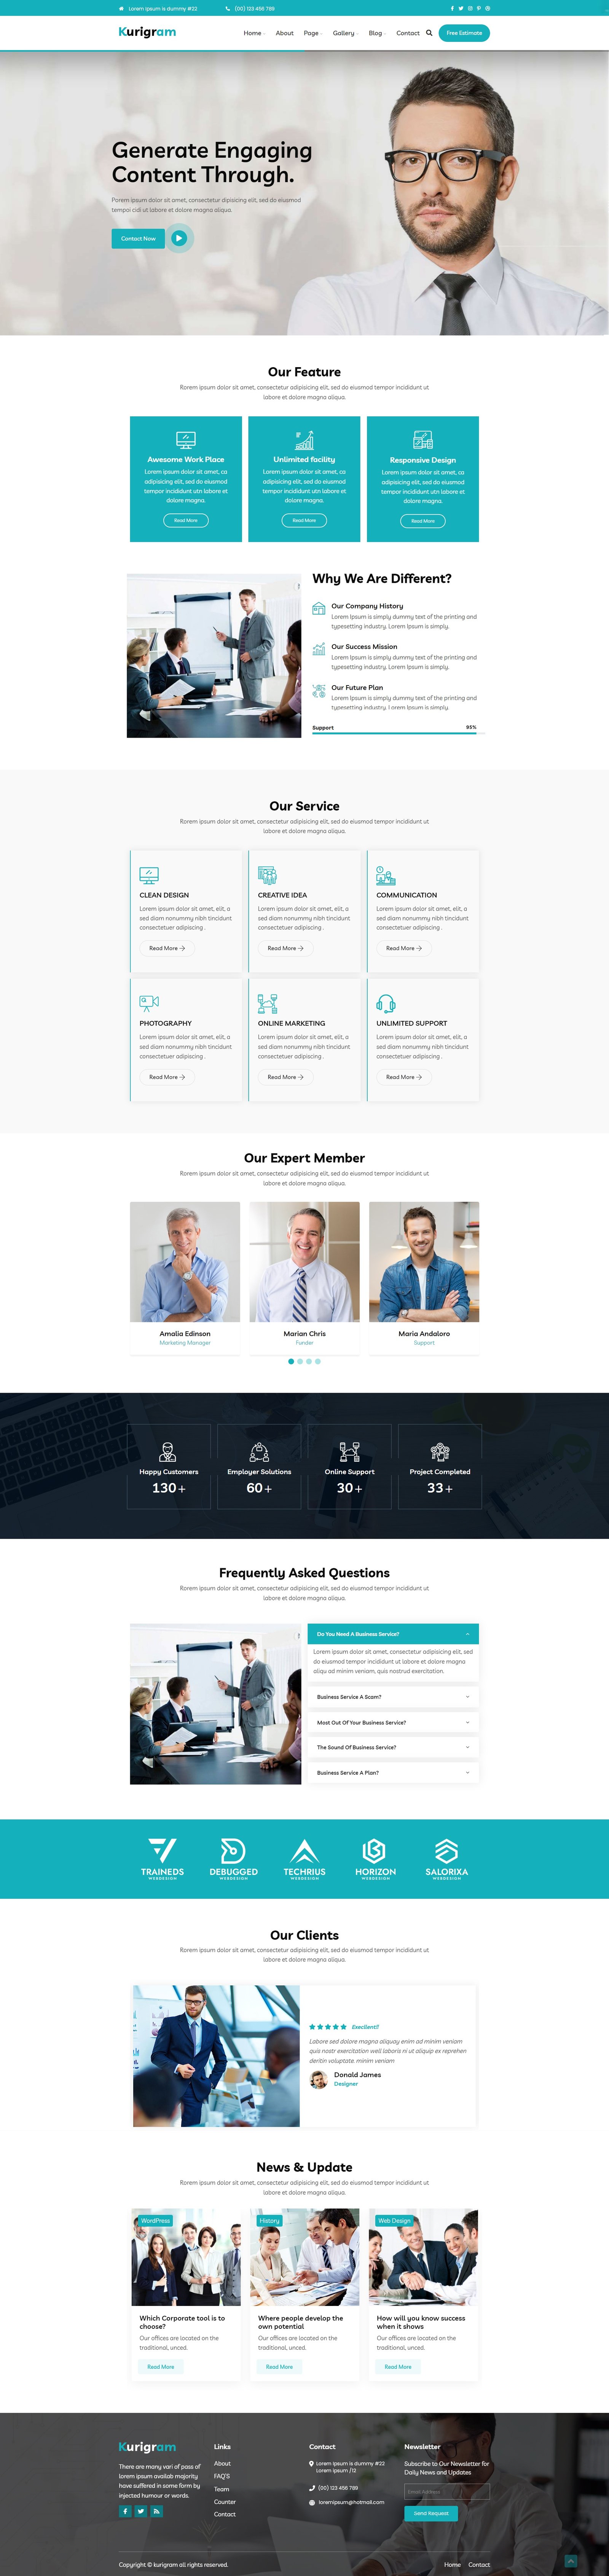 Lorem Ipsum is dummy #22
(00) 123 456 789
Kurigram
Home
About
Page
Gallery
Blog
Contact
Free Estimate
Generate Engaging
Content Through.
Porem ipsum dolor sit amet, consectetur dipisicing elit, sed do eiusmod
tempoi cidi ut labore et dolore magna aliqua.
Contact Now
Our Feature
Rorem ipsum dolor sit amet, consectetur adipisicing elit, sed do eiusmod tempor incididunt ut
labore et dolore magna aliqua.
Awesome Work Place
Lorem ipsum dolor sit amet, ca
adipisicing elit, sed do eiusmod
tempor incididunt utn labore et
dolore magna.
Read More
Unlimited facility
Lorem ipsum dolor sit amet, ca
adipisicing elit, sed do eiusmod
tempor incididunt utn labore et
dolore magna.
Read More
Responsive Design
Lorem ipsum dolor sit amet, ca
adipisicing elit, sed do eiusmod
tempor incididunt utn labore et
dolore magna.
Read More
Why We Are Different?
Our Company History
Lorem Ipsum is simply dummy text of the printing and
typesetting industry. Lorem Ipsum is simply.
Our Success Mission
Lorem Ipsum is simply dummy text of the printing and
typesetting industry. Lorem Ipsum is simply.
Our Future Plan
Lorem Ipsum is simply dummy text of the printing and
typesetting industry. Lorem Ipsum is simply.
Support
95%
Our Service
Rorem ipsum dolor sit amet, consectetur adipisicing elit, sed do eiusmod tempor incididunt ut
labore et dolore magna aliqua.
CLEAN DESIGN
Lorem ipsum dolor sit amet, elit, a
sed diam nonummy nibh tincidunt
consectetuer adipiscing .
Read More
CREATIVE IDEA
Lorem ipsum dolor sit amet, elit, a
sed diam nonummy nibh tincidunt
consectetuer adipiscing .
Read More
COMMUNICATION
Lorem ipsum dolor sit amet, elit, a
sed diam nonummy nibh tincidunt
consectetuer adipiscing .
Read More
PHOTOGRAPHY
Lorem ipsum dolor sit amet, elit, a
sed diam nonummy nibh tincidunt
consectetuer adipiscing .
Read More
ONLINE MARKETING
Lorem ipsum dolor sit amet, elit, a
sed diam nonummy nibh tincidunt
consectetuer adipiscing .
Read More
UNLIMITED SUPPORT
Lorem ipsum dolor sit amet, elit, a
sed diam nonummy nibh tincidunt
consectetuer adipiscing .
Read More
Our Expert Member
Rorem ipsum dolor sit amet, consectetur adipisicing elit, sed do eiusmod tempor incididunt ut
labore et dolore magna aliqua.
Amalia Edinson
Marketing Manager
Marian Chris
Funder
Maria Andaloro
Support
Happy Customers
130 +
Employer Solutions
60 +
Online Support
30 +
Project Completed
33 +
Frequently Asked Questions
Rorem ipsum dolor sit amet, consectetur adipisicing elit, sed do eiusmod tempor incididunt ut
labore et dolore magna aliqua.
Do You Need A Business Service?
Lorem ipsum dolor sit amet, consectetur adipisicing elit, sed
do eiusmod tempor incididunt ut labore et dolore magna
aliqu ad minim veniam, quis nostrud exercitation.
Business Service A Scam?
Most Out Of Your Business Service?
The Sound Of Business Service?
Business Service A Plan?
TRAINEDS
WEBDESIGN
DEBUGGED
WEBDESIGN
TECHRIUS
WEBDESIGN
HORIZON
WEBDESIGN
SALORIXA
WEBDESIGN
Our Clients
Rorem ipsum dolor sit amet, consectetur adipisicing elit, sed do eiusmod tempor incididunt ut
labore et dolore magna aliqua.
Execllent!!
Labore sed dolore magna aliquay enim ad minim veniam
quis nostr exercitation well laboris ni ut aliquip ex reprehen
deritin voluptate. minim veniam
Donald James
Designer
News & Update
Rorem ipsum dolor sit amet, consectetur adipisicing elit, sed do eiusmod tempor incididunt ut
labore et dolore magna aliqua.
WordPress
Which Corporate tool is to
choose?
Our offices are located on the
traditional, unced.
Read More
History
Where people develop the
own potential
Our offices are located on the
traditional, unced.
Read More
Web Design
How will you know success
when it shows
Our offices are located on the
traditional, unced.
Read More
Kurigram
There are many vari of pass of
lorem ipsum availab majority
have suffered in some form by
injected humour or words.
Links
About
FAQ'S
Team
Counter
Contact
Contact
Lorem Ipsum is dummy #22
Lorem Ipsum /12
(00) 123 456 789
loremipsum@hotmail.com
Newsletter
Subscribe to Our Newsletter for
Daily News and Updates
Email Address
Send Request
Copyright © kurigram all rights reserved.
Home
Contact